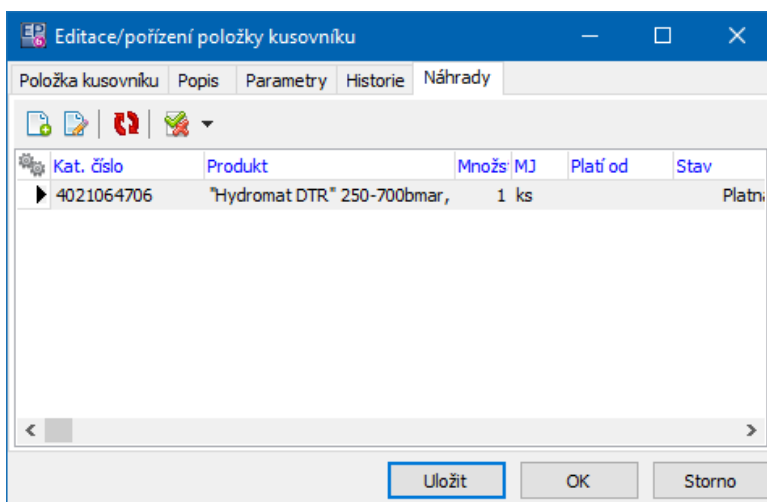 Editace/pořízení položky kusovníku
Položka kusovníku Popis Parametry Historie Náhrady
Kat. číslo Produkt Množs MJ Platí od Stav
4021064706 "Hydromat DTR" 250-700bmar, 1 ks Platn
Uložit OK Storno